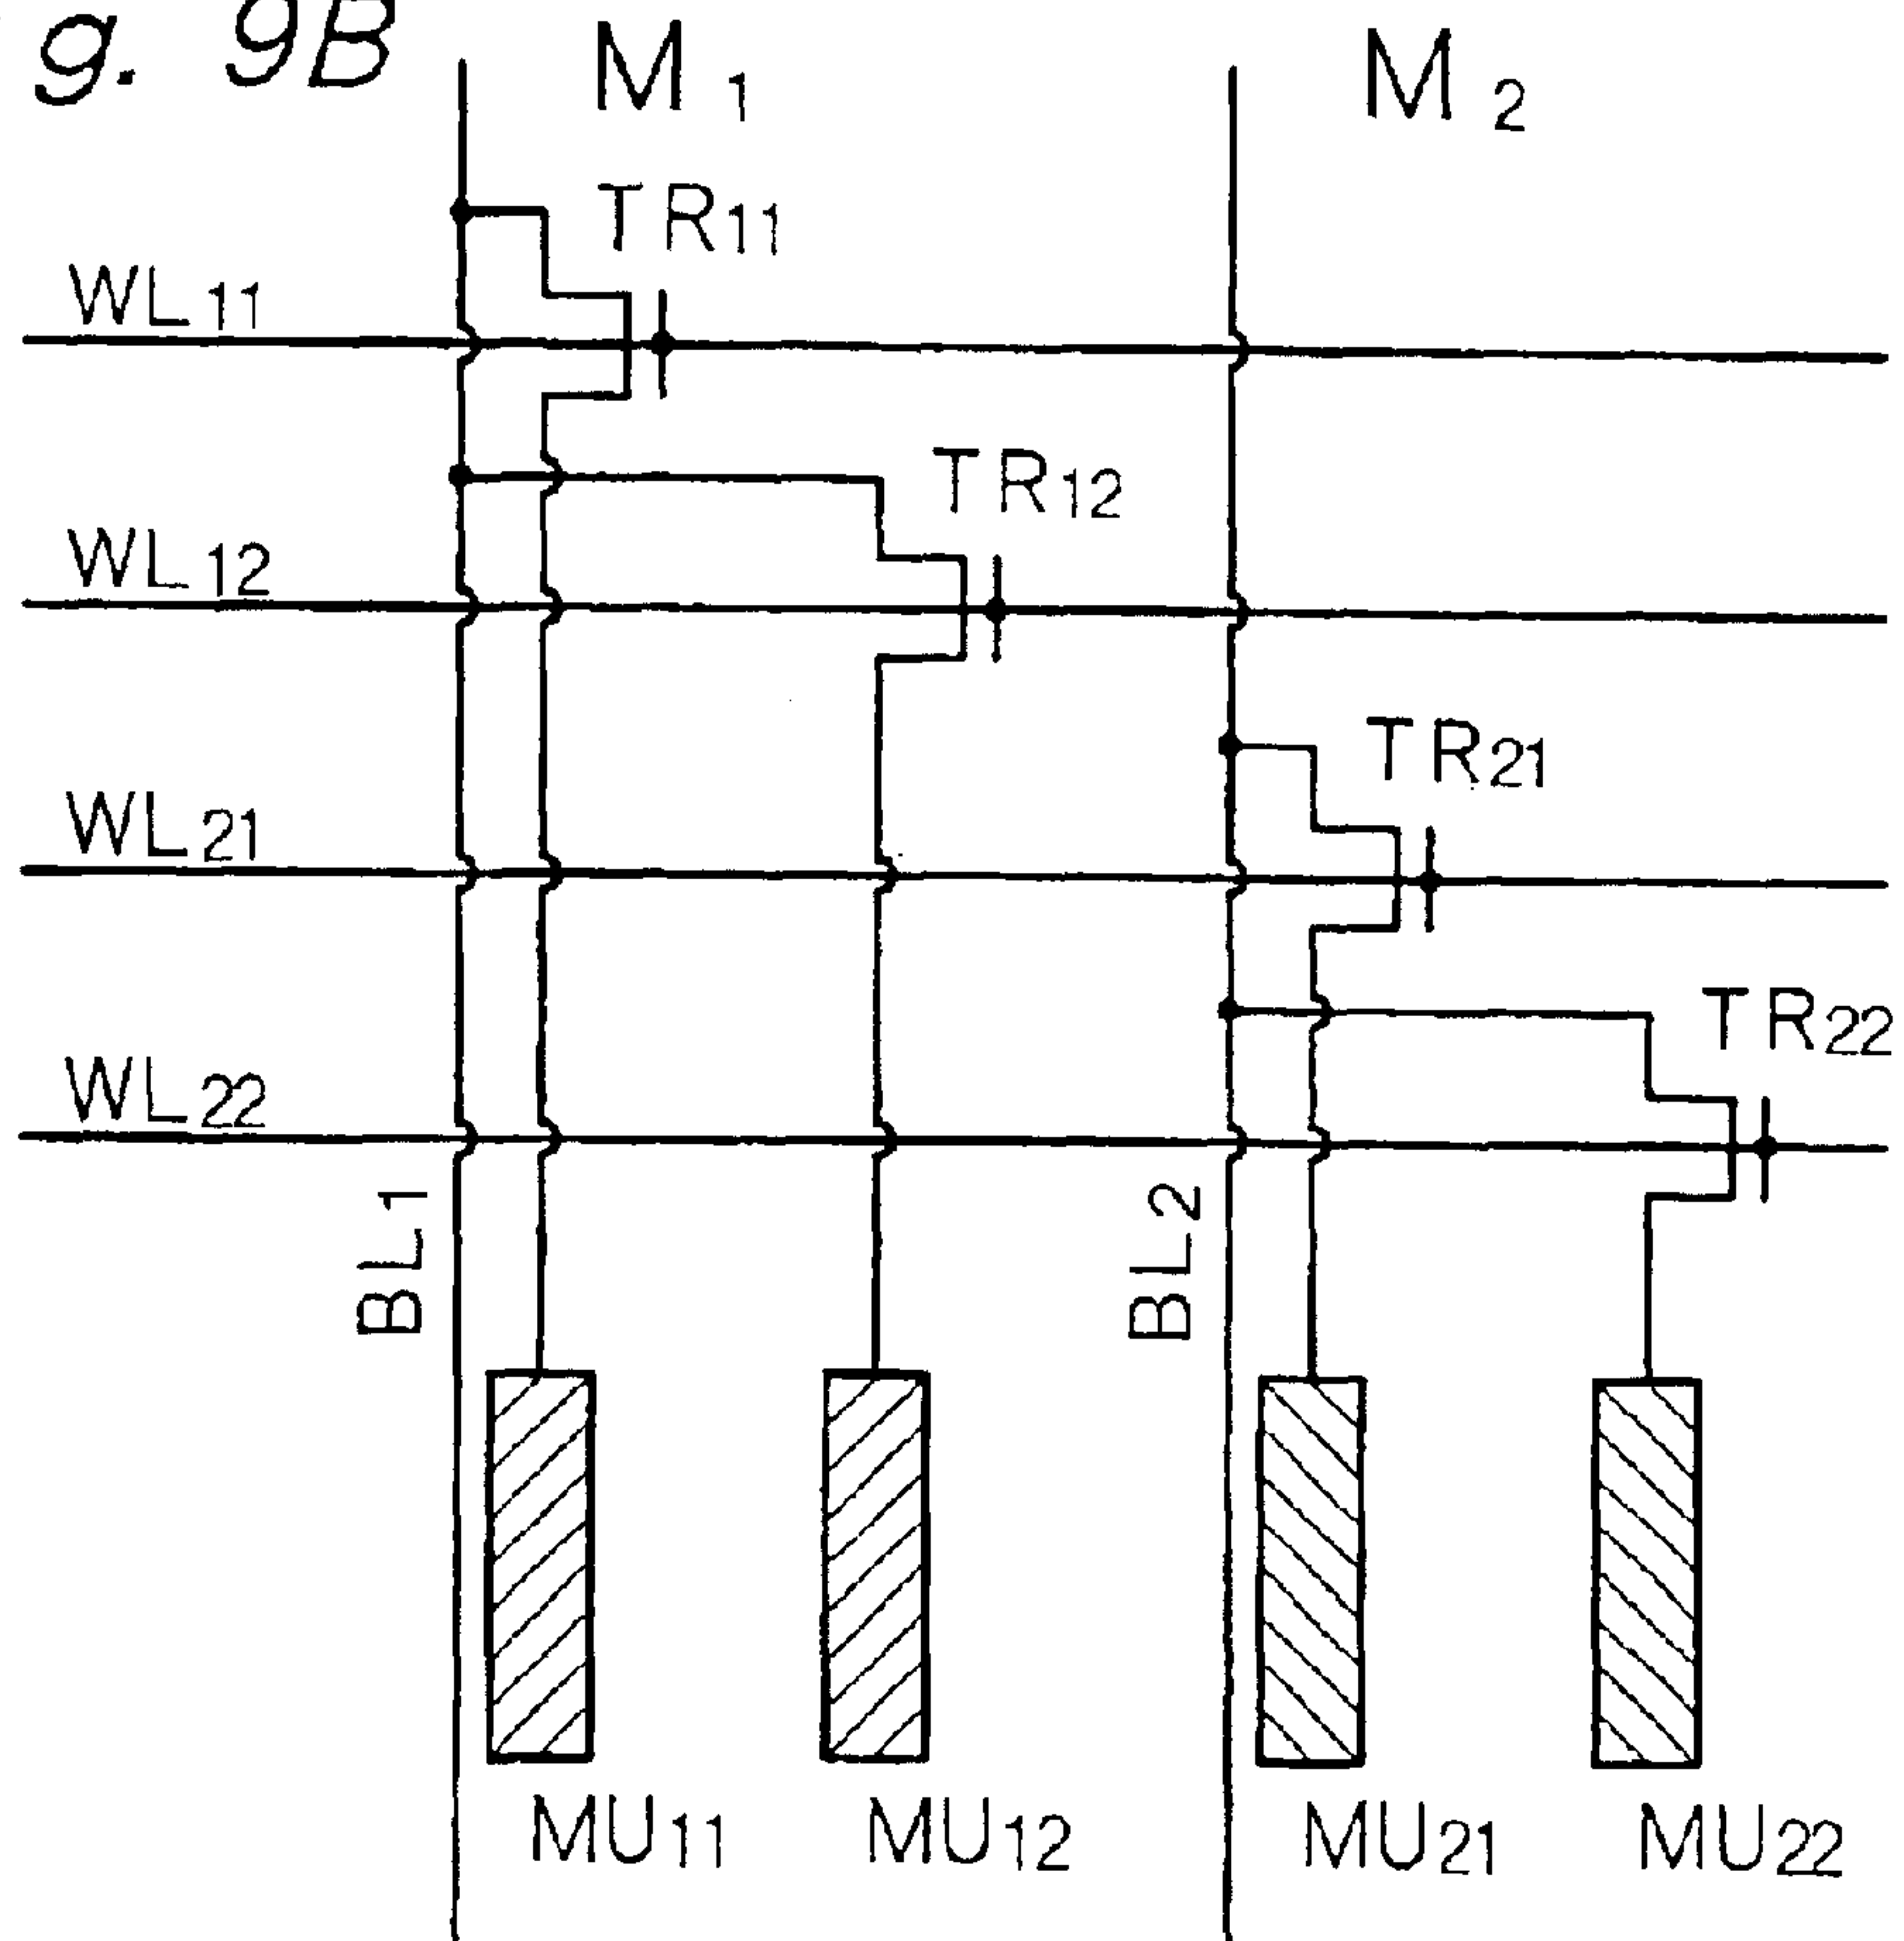 g. 9B
M1
M2
TR11
WL11
TR12
WL12
TR21
WL21
TR22
WL22
BL1
BL2
MU11
MU12
MU21
MU22